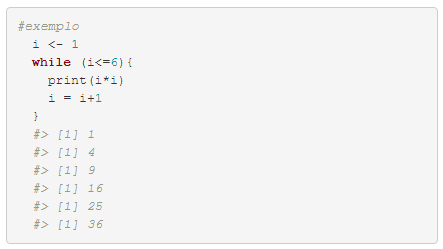 #exemplo
i <- 1
while (i<=6){
print(i*i)
i = i+1
}
#> [1] 1
#> [1] 4
#> [1] 9
#> [1] 16
#> [1] 25
#> [1] 36